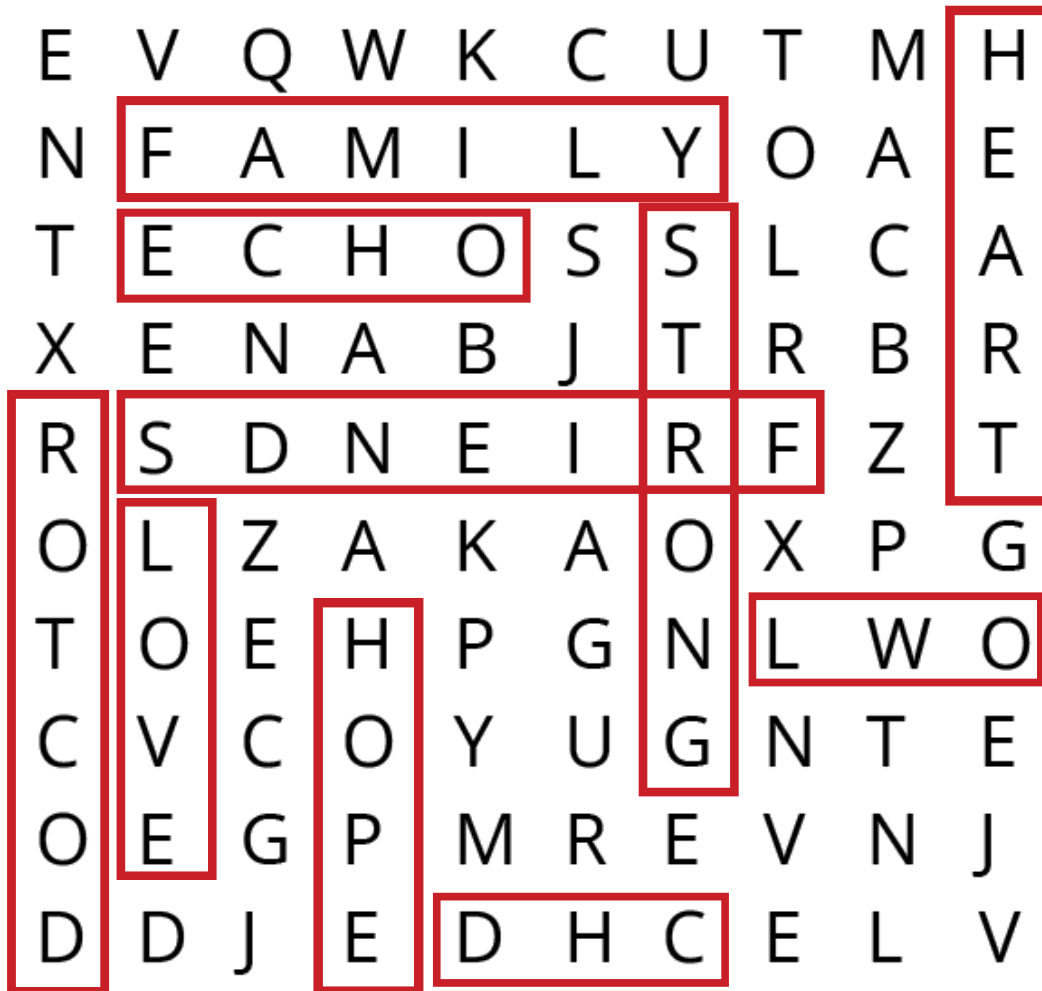 E V Q W K C U T M H
N F A M I L Y O A E
T E C H O S S L C A
X E N A B J T R B R
R S D N E I R F Z T
O L Z A K A O X P G
T O E H P G N L W O
C V C O Y U G N T E
O E G P M R E V N J
D D J E D H C E L V